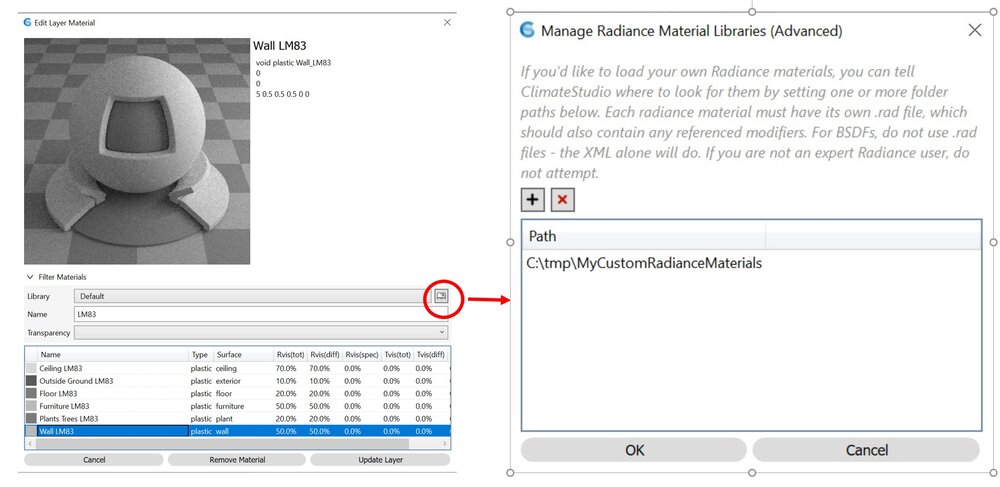 Edit Layer Material
Wall LM83
void plastic Wall_LM83
0
0
5 0.5 0.5 0.5 0 0
Filter Materials
Library Default
Name LM83
Transparency
Name Type Surface Rvis(tot) Rvis(diff) Rvis(spec) Tvis(tot) Tvis(diff)
Ceiling LM83 plastic ceiling 70.0% 70.0% 0.0% 0.0% 0.0%
Outside Ground LM83 plastic exterior 10.0% 10.0% 0.0% 0.0% 0.0%
Floor LM83 plastic floor 20.0% 20.0% 0.0% 0.0% 0.0%
Furniture LM83 plastic furniture 50.0% 50.0% 0.0% 0.0% 0.0%
Plants Trees LM83 plastic plant 20.0% 20.0% 0.0% 0.0% 0.0%
Wall LM83 plastic wall 50.0% 50.0% 0.0% 0.0% 0.0%
Cancel Remove Material Update Layer
Manage Radiance Material Libraries (Advanced)
If you'd like to load your own Radiance materials, you can tell
ClimateStudio where to look for them by setting one or more folder
paths below. Each radiance material must have its own .rad file, which
should also contain any referenced modifiers. For BSDFs, do not use .rad
files - the XML alone will do. If you are not an expert Radiance user, do
not attempt.
Path
C:\tmp\MyCustomRadianceMaterials
OK Cancel